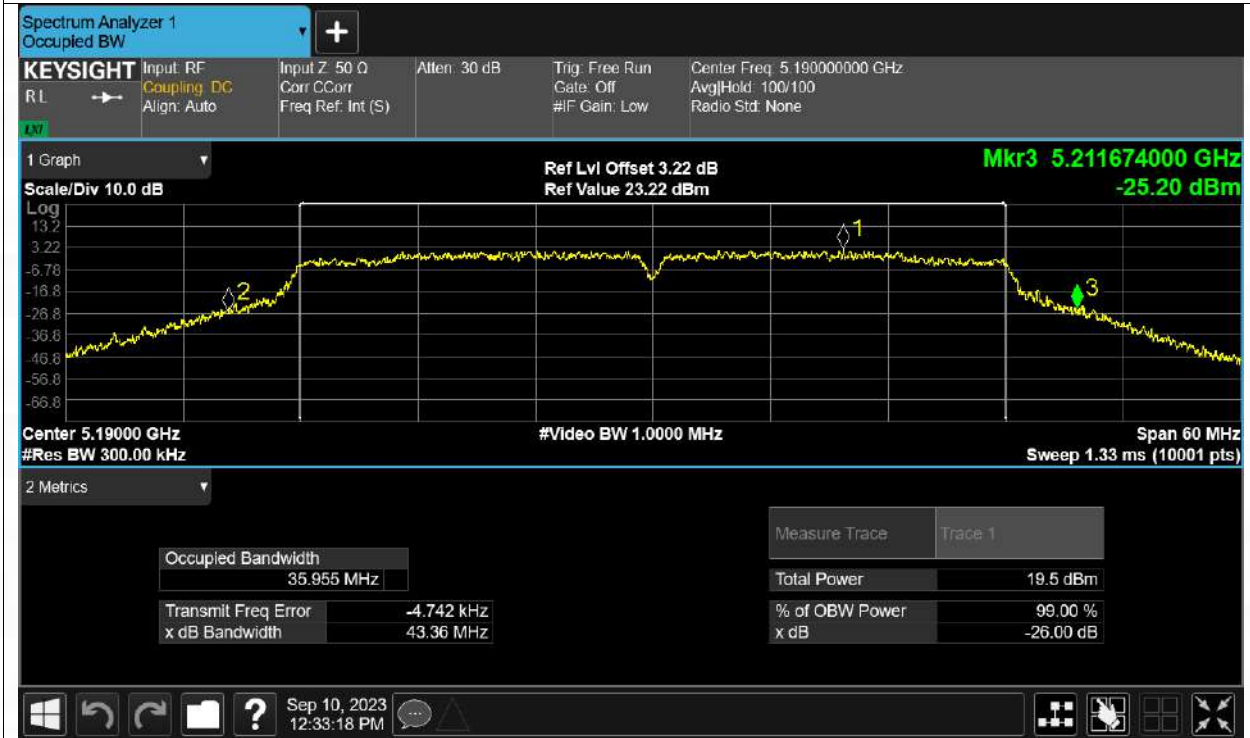 Spectrum Analyzer 1
Occupied BW
+
KEYSIGHT Input: RF Input Z: 50 Ω Atten: 30 dB Trig: Free Run Center Freq: 5.190000000 GHz
RL Coupling: DC Corr CCorr Gate: Off Avg|Hold: 100/100
Align: Auto Freq Ref: Int (S) #IF Gain: Low Radio Std: None
LXI
1 Graph Ref Lvl Offset 3.22 dB Mkr3 5.211674000 GHz
Scale/Div 10.0 dB Ref Value 23.22 dBm -25.20 dBm
Log
13.2
3.22
-6.78
-16.8
-26.8
-36.8
-46.8
-56.8
-66.8
1
2
3
Center 5.19000 GHz #Video BW 1.0000 MHz Span 60 MHz
#Res BW 300.00 kHz Sweep 1.33 ms (10001 pts)
2 Metrics
Measure Trace Trace 1
Occupied Bandwidth
35.955 MHz Total Power 19.5 dBm
Transmit Freq Error -4.742 kHz % of OBW Power 99.00 %
x dB Bandwidth 43.36 MHz x dB -26.00 dB
? Sep 10, 2023
12:33:18 PM